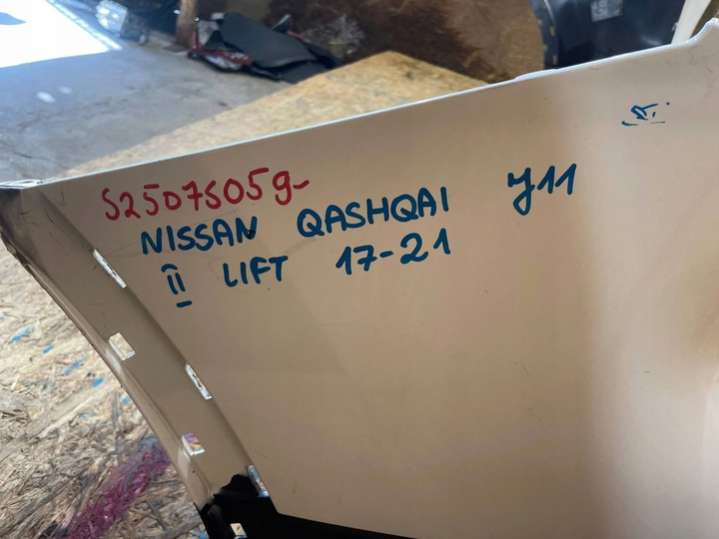 S2507S05g-
NISSAN QASHQAI J11
II LIFT 17-21